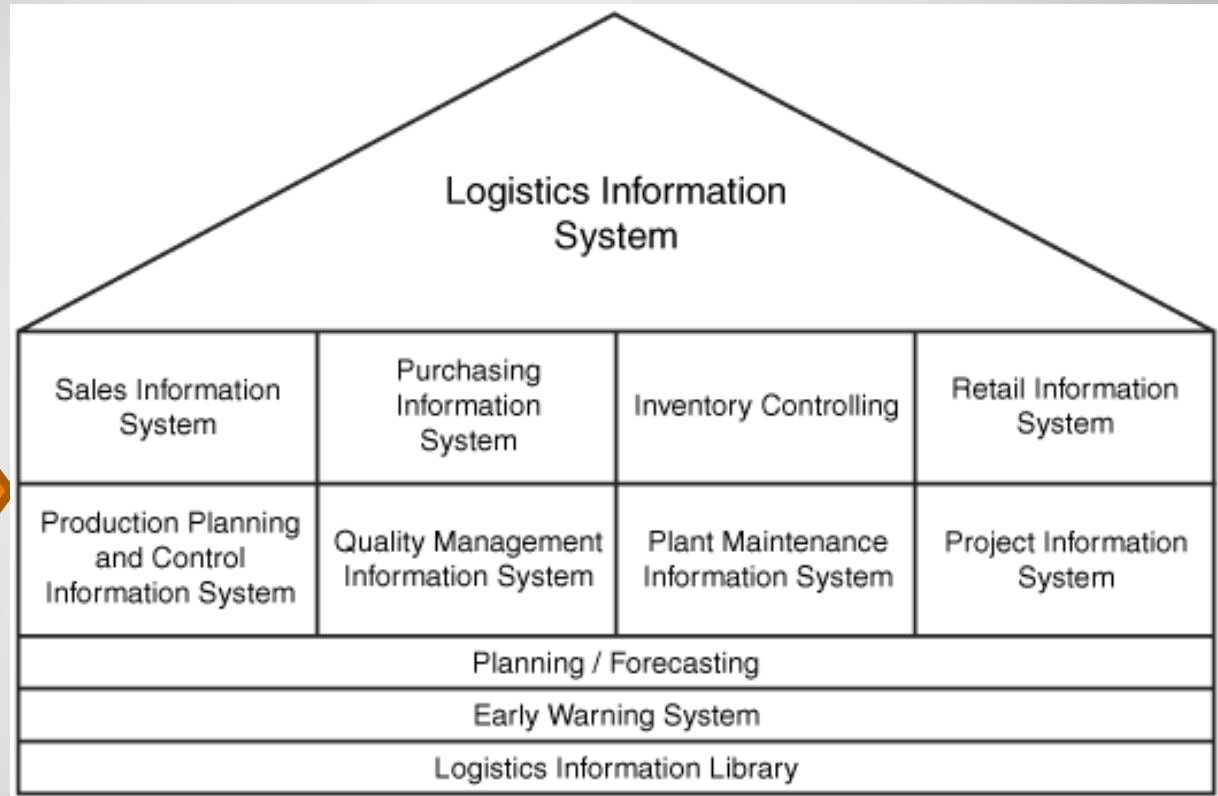 Logistics Information
System
Sales Information
System
Purchasing
Information
System
Inventory Controlling
Retail Information
System
Production Planning
and Control
Information System
Quality Management
Information System
Plant Maintenance
Information System
Project Information
System
Planning / Forecasting
Early Warning System
Logistics Information Library